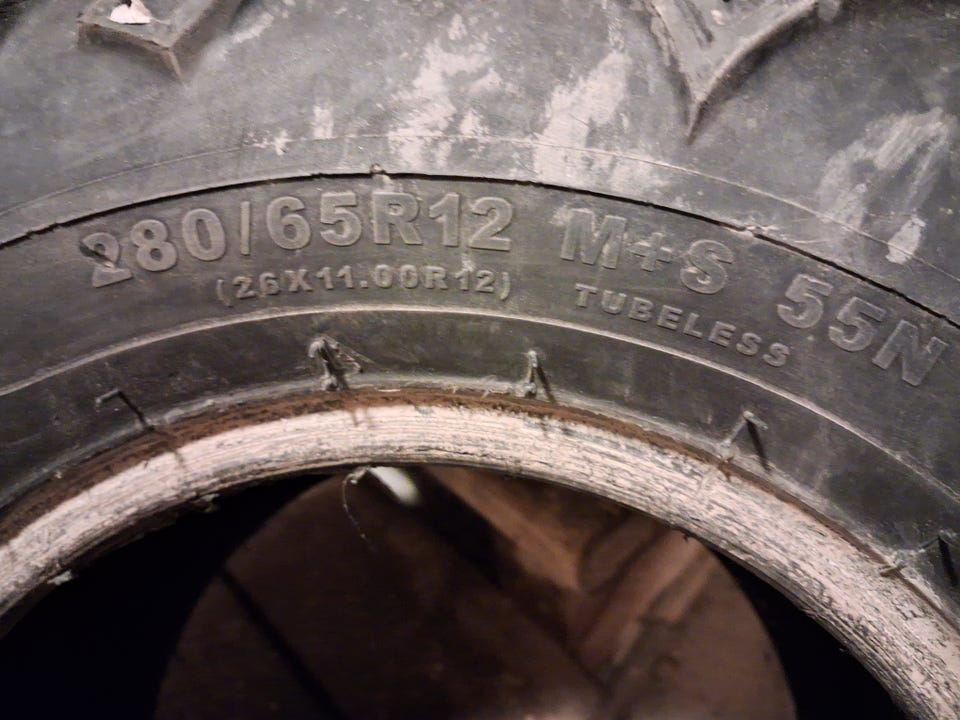 280/65R12 M+S 55N
(26X11.00R12) TUBELESS